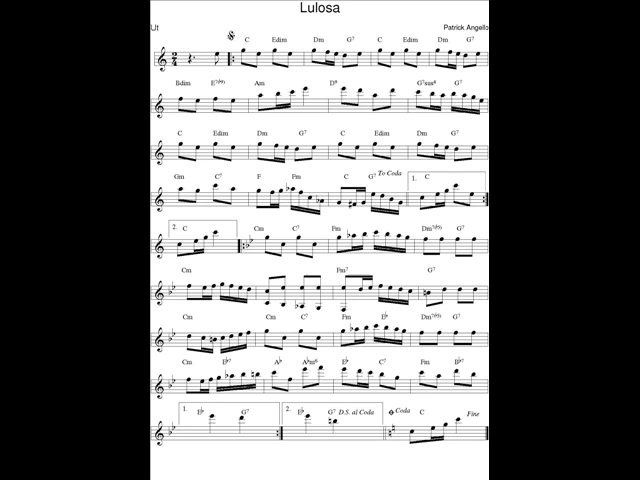 Lulosa
Ut
Patrick Angello
C Edim Dm G7 C Edim Dm G7
Bdim E7(b9) Am D9 G7sus4 G7
C Edim Dm G7 C Edim Dm G7
Gm C7 F Fm C G7 To Coda 1. C
2. C Cm C7 Fm Bb Dm7(b5) G7
Cm Fm7 G7
Cm Cm C7 Fm Eb Dm7(b5) G7
Cm Eb7 Ab Abm6 Eb C7 Fm Bb7
1. Eb G7 2. Eb G7 D.S. al Coda Coda C Fine